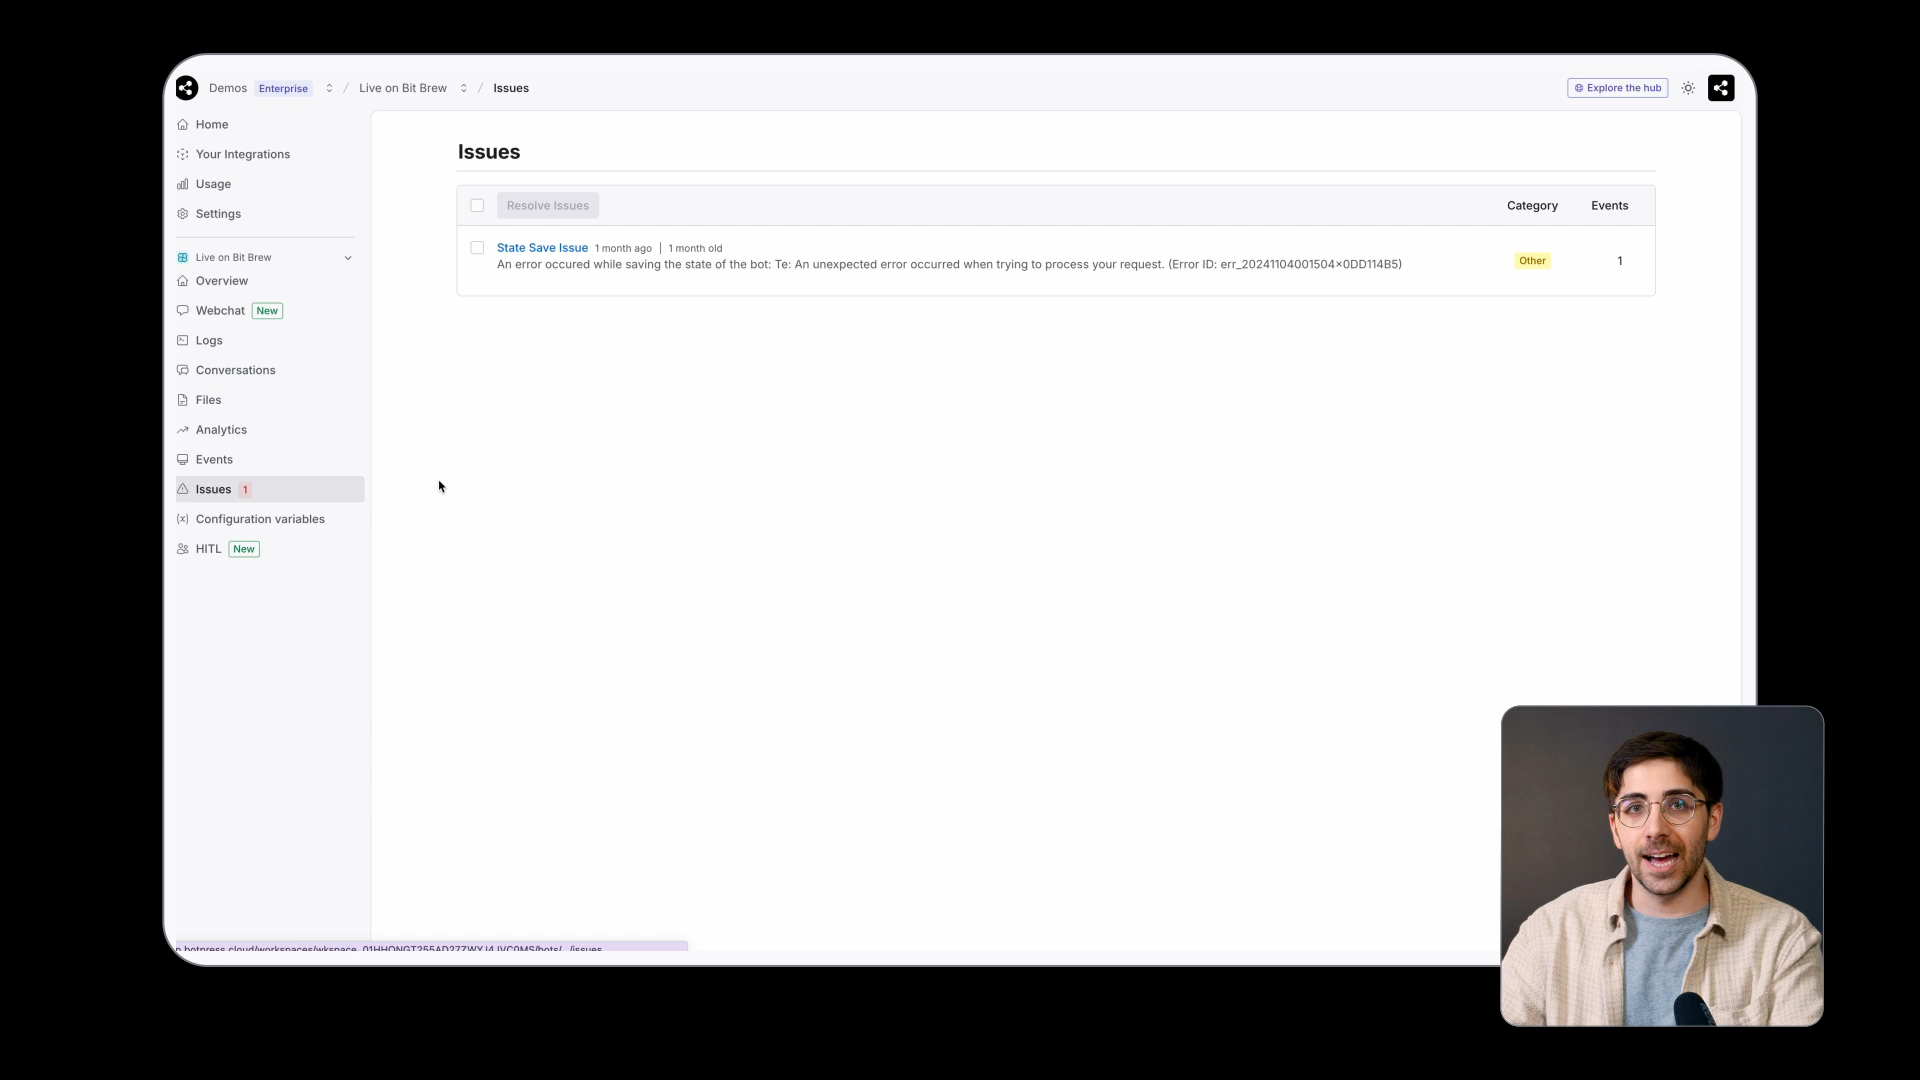 Demos Enterprise / Live on Bit Brew / Issues
Explore the hub
Home
Your Integrations
Usage
Settings
Live on Bit Brew
Overview
Webchat New
Logs
Conversations
Files
Analytics
Events
Issues 1
Configuration variables
HITL New
Issues
Resolve Issues Category Events
State Save Issue 1 month ago | 1 month old
An error occured while saving the state of the bot: Te: An unexpected error occurred when trying to process your request. (Error ID: err_20241104001504x0DD114B5)
Other 1